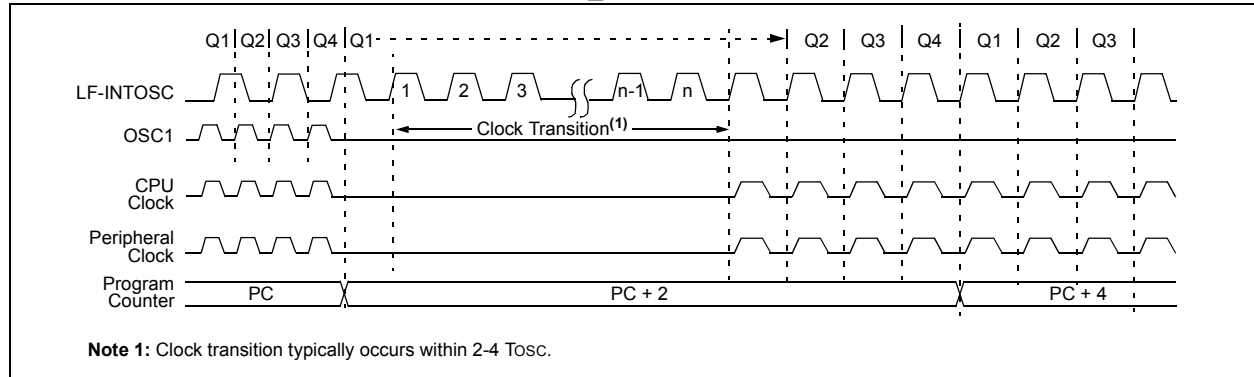 Q1 Q2 Q3 Q4 Q1 Q2 Q3 Q4 Q1 Q2 Q3
LF-INTOSC 1 2 3 n-1 n
Clock Transition(1)
OSC1
CPU
Clock
Peripheral
Clock
Program
Counter
PC PC + 2 PC + 4
Note 1: Clock transition typically occurs within 2-4 TOSC.